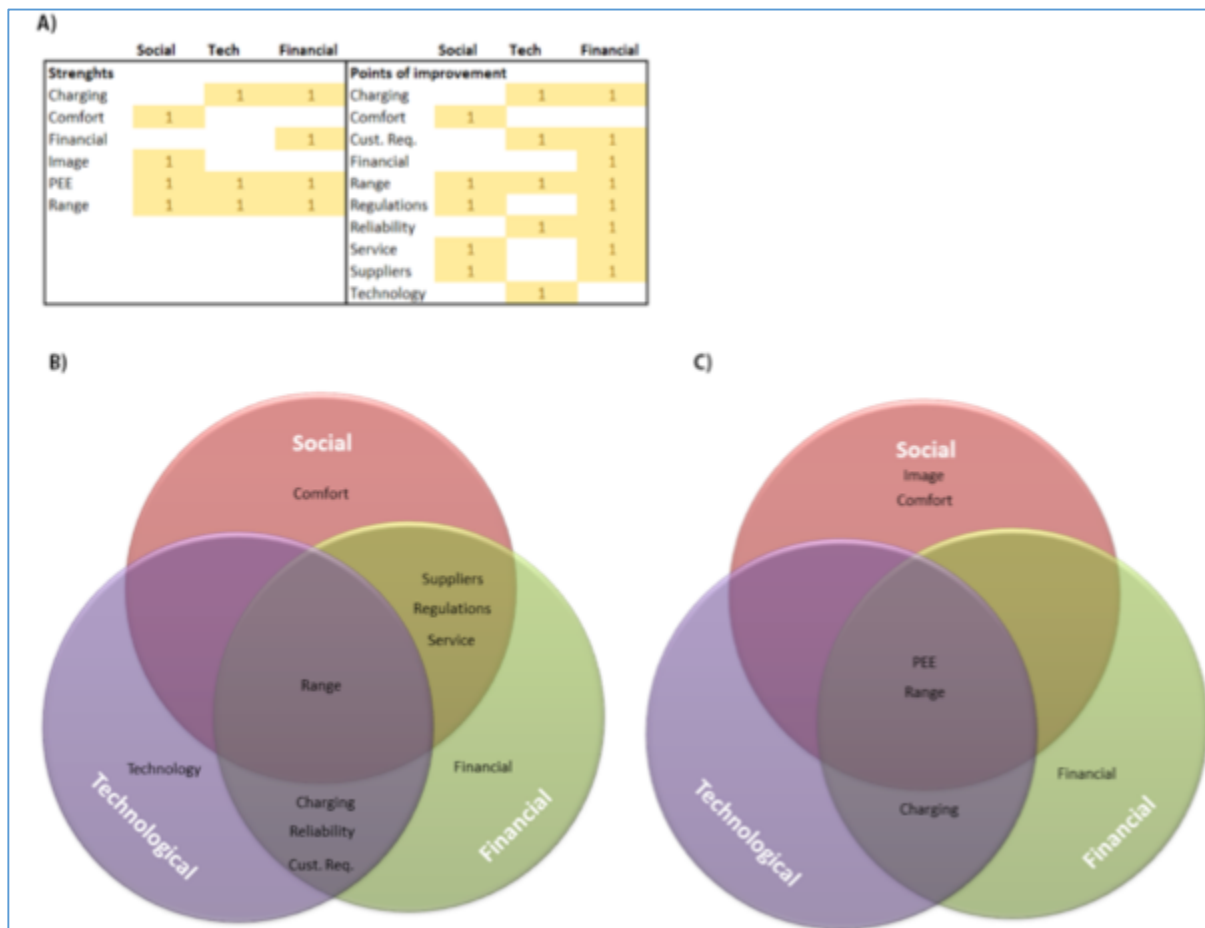 A)
Social Tech Financial Social Tech Financial
Strenghts Points of improvement
Charging 1 1 Charging 1 1
Comfort 1 Comfort 1
Financial 1 Cust. Req. 1 1
Image 1 Financial 1
PEE 1 1 1 Range 1 1 1
Range 1 1 1 Regulations 1 1
Reliability 1 1
Service 1 1
Suppliers 1 1
Technology 1
B)
Social
Comfort
Suppliers
Regulations
Service
Range
Technology
Financial
Charging
Reliability
Cust. Req.
Technological
Financial
C)
Social
Image
Comfort
PEE
Range
Financial
Charging
Technological
Financial